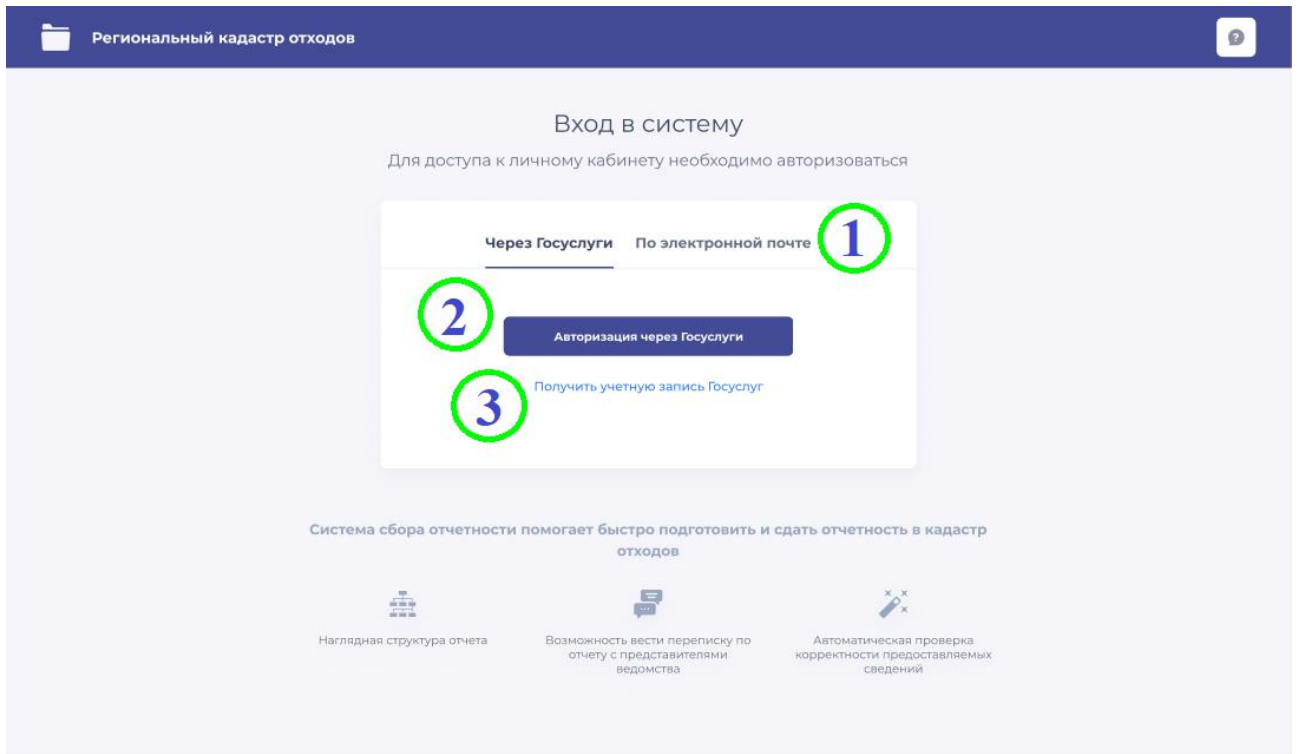 Региональный кадастр отходов
Вход в систему
Для доступа к личному кабинету необходимо авторизоваться
Через Госуслуги По электронной почте 1
2
Авторизация через Госуслуги
Получить учетную запись Госуслуг
3
Система сбора отчетности помогает быстро подготовить и сдать отчетность в кадастр
отходов
Наглядная структура отчета
Возможность вести переписку по
отчету с представителями
ведомства
Автоматическая проверка
корректности предоставляемых
сведений